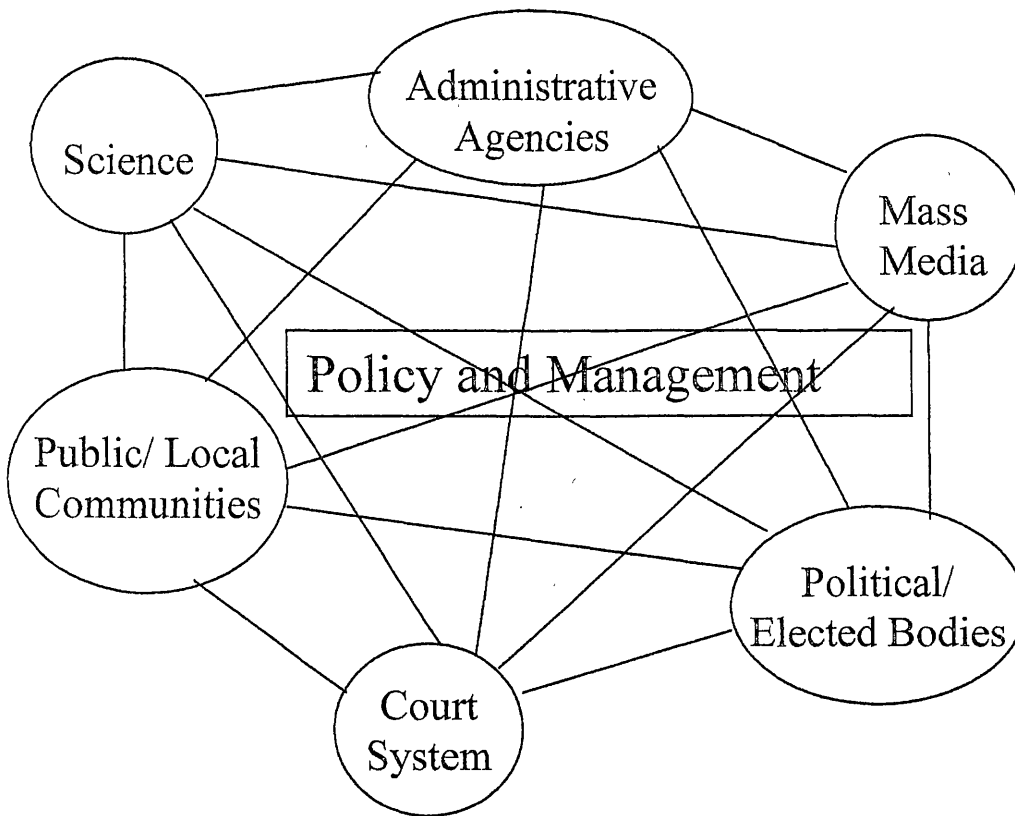 Administrative
Agencies
Science
Mass
Media
Policy and Management
Public/ Local
Communities
Political/
Elected Bodies
Court
System